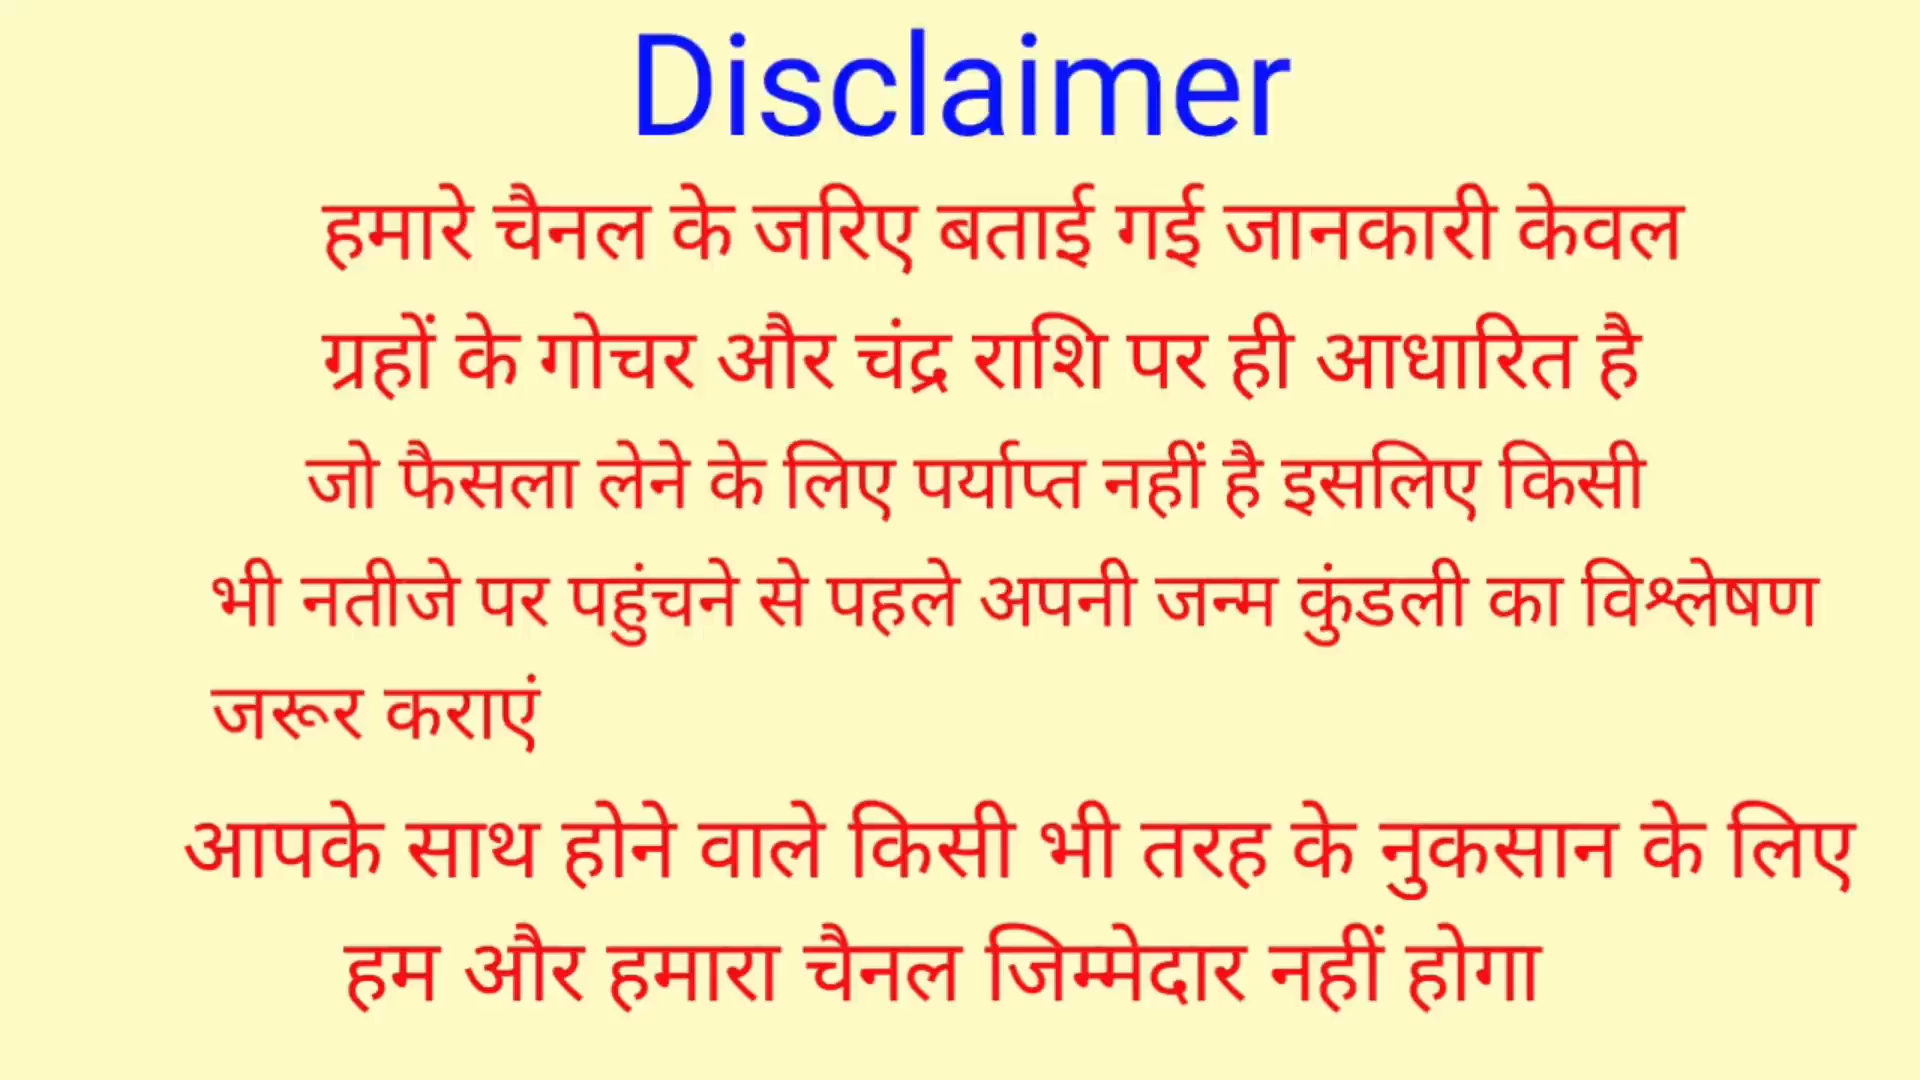 Disclaimer
हमारे चैनल के जरिए बताई गई जानकारी केवल
ग्रहों के गोचर और चंद्र राशि पर ही आधारित है
जो फैसला लेने के लिए पर्याप्त नहीं है इसलिए किसी
भी नतीजे पर पहुंचने से पहले अपनी जन्म कुंडली का विश्लेषण
जरूर कराएं
आपके साथ होने वाले किसी भी तरह के नुकसान के लिए
हम और हमारा चैनल जिम्मेदार नहीं होगा